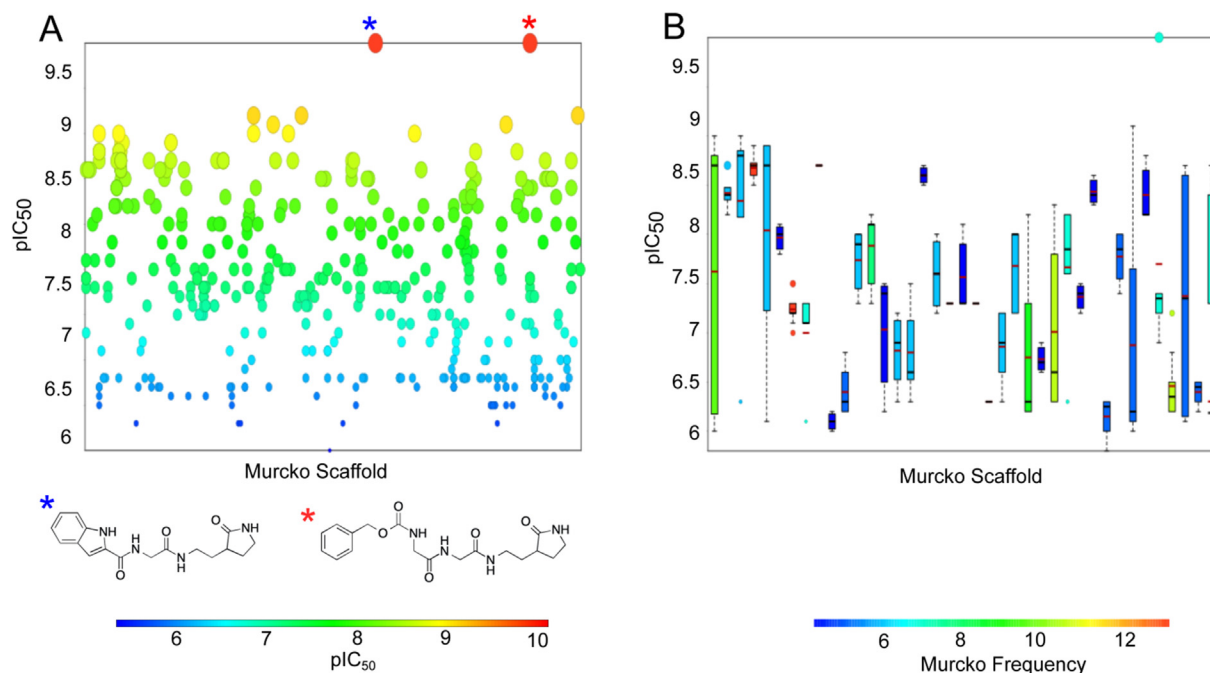 A
*
*
B
pIC50
9.5
9
8.5
8
7.5
7
6.5
6
Murcko Scaffold
pIC50
9.5
9
8.5
8
7.5
7
6.5
6
Murcko Scaffold
*
NH
O
H
N
O
N
H
O
NH
*
O
O
H
N
O
H
N
O
N
H
O
NH
6 7 8 9 10
pIC50
6 8 10 12
Murcko Frequency